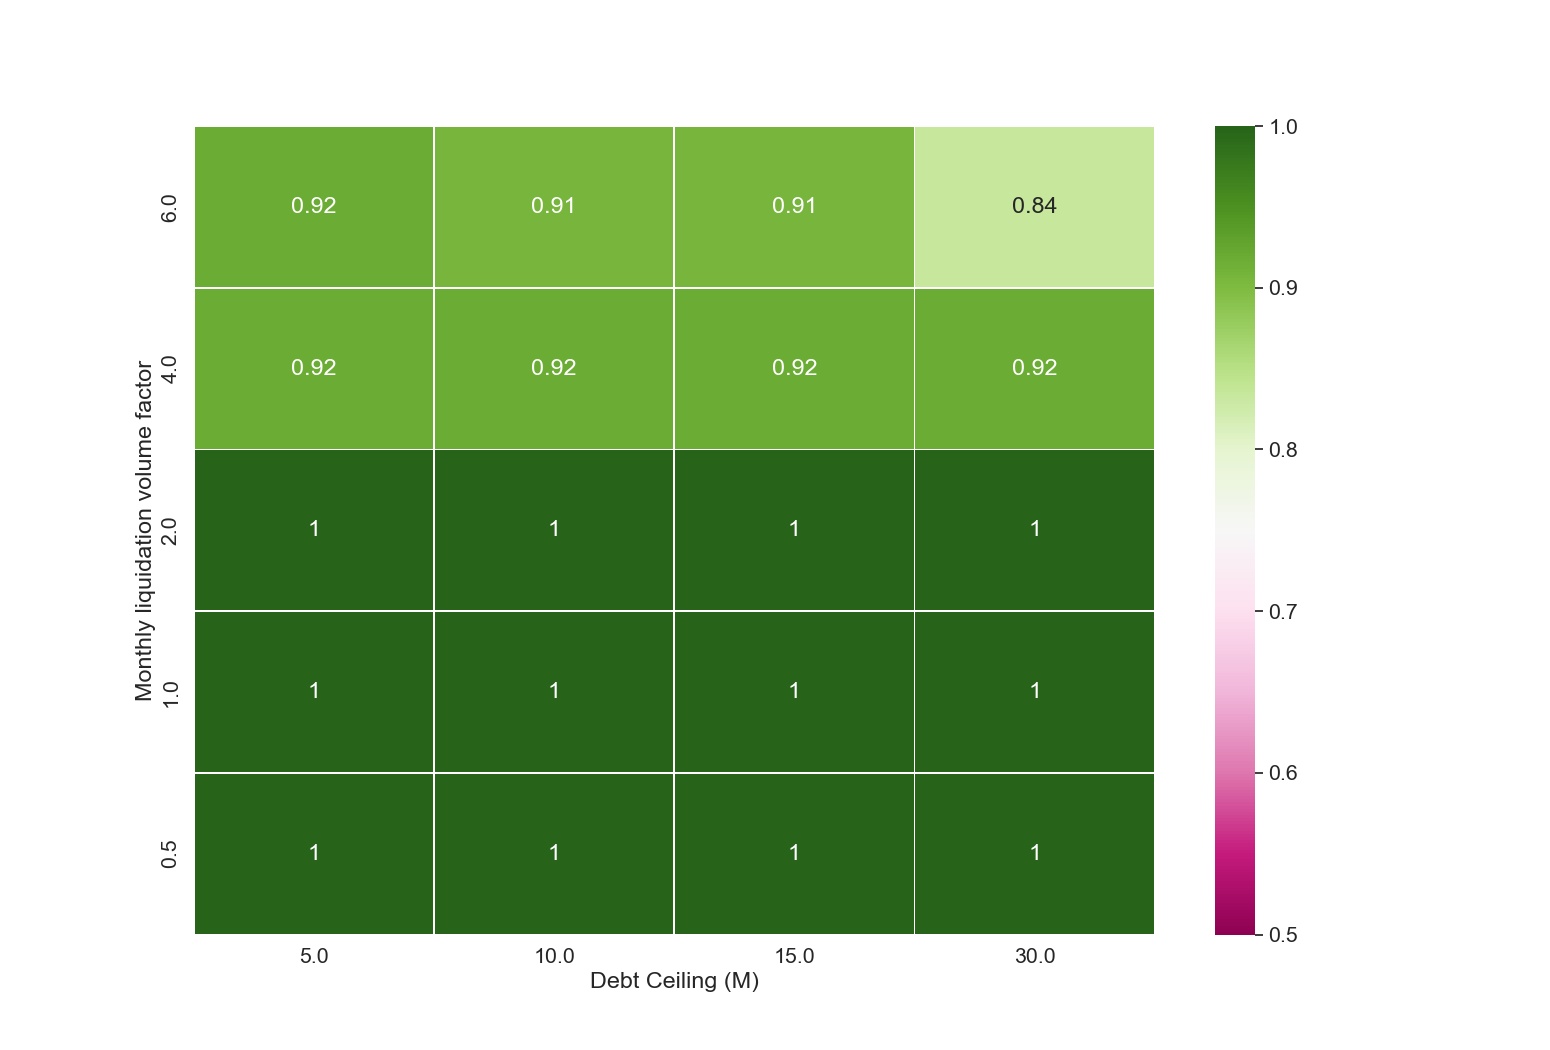 6.0 0.92 0.91 0.91 0.84
4.0 0.92 0.92 0.92 0.92
2.0 1 1 1 1
1.0 1 1 1 1
0.5 1 1 1 1
Monthly liquidation volume factor
5.0 10.0 15.0 30.0
Debt Ceiling (M)
1.0
0.9
0.8
0.7
0.6
0.5